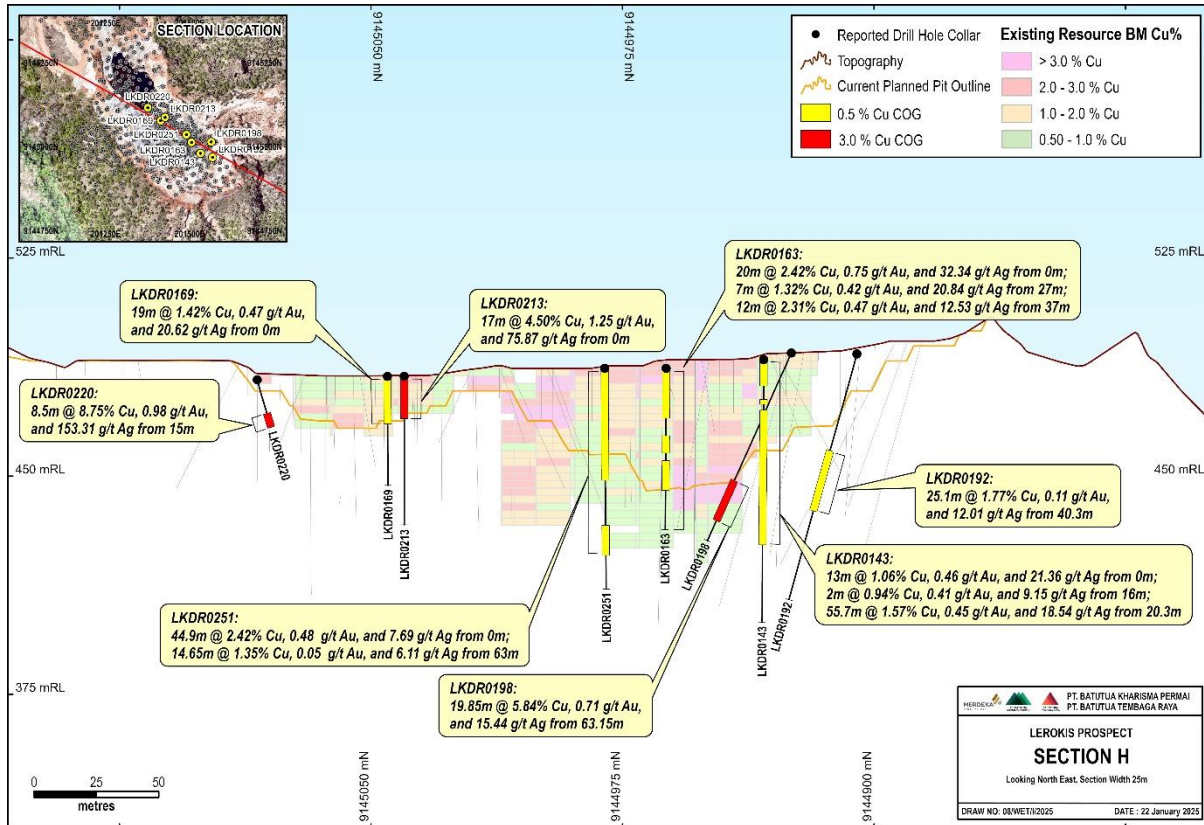 SECTION LOCATION
201250E
9145250N
9145250N
LKDR0220
LKDR0213
LKDR0169
LKDR0251
LKDR0198
9145000N
9145000N
LKDR0163
LKDR0143
9144750N
201250E
201500E
9144750N
9145050 mN
9144975 mN
Reported Drill Hole Collar
Topography
Current Planned Pit Outline
0.5 % Cu COG
3.0 % Cu COG
Existing Resource BM Cu%
> 3.0 % Cu
2.0 - 3.0 % Cu
1.0 - 2.0 % Cu
0.50 - 1.0 % Cu
525 mRL
525 mRL
LKDR0169:
19m @ 1.42% Cu, 0.47 g/t Au,
and 20.62 g/t Ag from 0m
LKDR0213:
17m @ 4.50% Cu, 1.25 g/t Au,
and 75.87 g/t Ag from 0m
LKDR0163:
20m @ 2.42% Cu, 0.75 g/t Au, and 32.34 g/t Ag from 0m;
7m @ 1.32% Cu, 0.42 g/t Au, and 20.84 g/t Ag from 27m;
12m @ 2.31% Cu, 0.47 g/t Au, and 12.53 g/t Ag from 37m
LKDR0220:
8.5m @ 8.75% Cu, 0.98 g/t Au,
and 153.31 g/t Ag from 15m
LKDR0220
LKDR0169
LKDR0213
LKDR0251
LKDR0163
LKDR0198
LKDR0143
LKDR0192
450 mRL
450 mRL
LKDR0192:
25.1m @ 1.77% Cu, 0.11 g/t Au,
and 12.01 g/t Ag from 40.3m
LKDR0143:
13m @ 1.06% Cu, 0.46 g/t Au, and 21.36 g/t Ag from 0m;
2m @ 0.94% Cu, 0.41 g/t Au, and 9.15 g/t Ag from 16m;
55.7m @ 1.57% Cu, 0.45 g/t Au, and 18.54 g/t Ag from 20.3m
LKDR0251:
44.9m @ 2.42% Cu, 0.48 g/t Au, and 7.69 g/t Ag from 0m;
14.65m @ 1.35% Cu, 0.05 g/t Au, and 6.11 g/t Ag from 63m
LKDR0198:
19.85m @ 5.84% Cu, 0.71 g/t Au,
and 15.44 g/t Ag from 63.15m
375 mRL
375 mRL
9145050 mN
9144975 mN
9144900 mN
0 25 50
metres
MERDEKA
PT. BATUTUA KHARISMA PERMAI
PT. BATUTUA TEMBAGA RAYA
LEROKIS PROSPECT
SECTION H
Looking North East. Section Width 25m
DRAW NO: 08/WET/I/2025
DATE : 22 January 2025